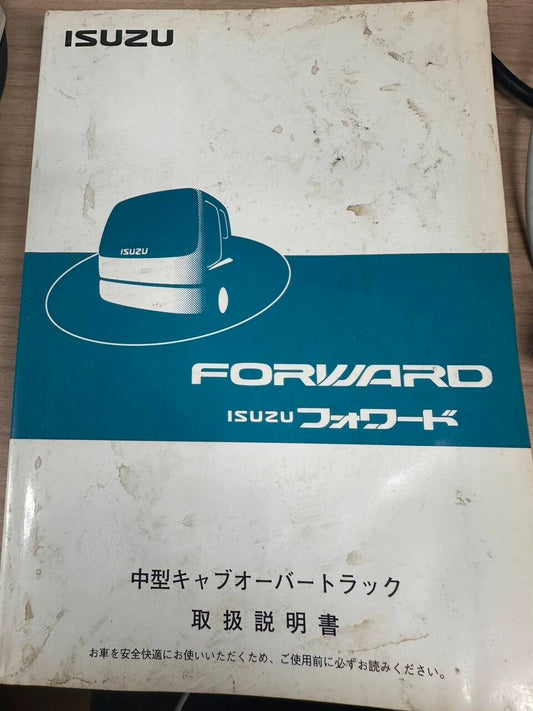 ISUZU
ISUZU
FORWARD
ISUZU フォワード
中型キャブオーバートラック
取扱説明書
お車を安全快適にお使いいただくため、ご使用前に必ずお読みください。